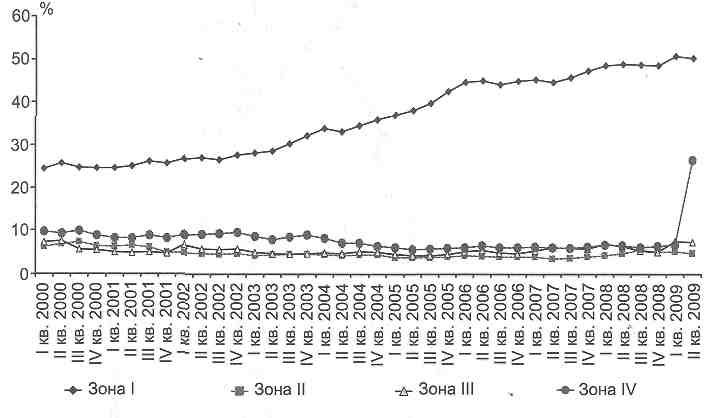 %
60
50
40
30
20
10
0
I кв. 2000
II кв. 2000
III кв. 2000
IV кв. 2000
I кв. 2001
II кв. 2001
III кв. 2001
IV кв. 2001
I кв. 2002
II кв. 2002
III кв. 2002
IV кв. 2002
I кв. 2003
II кв. 2003
III кв. 2003
IV кв. 2003
I кв. 2004
II кв. 2004
III кв. 2004
IV кв. 2004
I кв. 2005
II кв. 2005
III кв. 2005
IV кв. 2005
I кв. 2006
II кв. 2006
III кв. 2006
IV кв. 2006
I кв. 2007
II кв. 2007
III кв. 2007
IV кв. 2007
I кв. 2008
II кв. 2008
III кв. 2008
IV кв. 2008
I кв. 2009
II кв. 2009
Зона I Зона II Зона III Зона IV